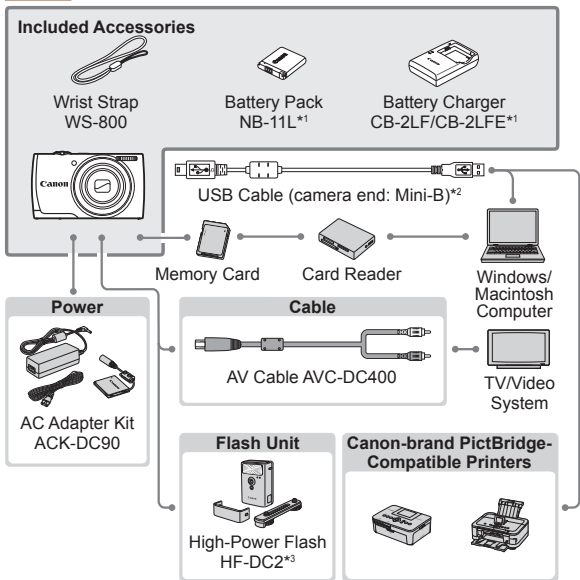 Included Accessories
Wrist Strap
WS-800
Battery Pack
NB-11L*1
Battery Charger
CB-2LF/CB-2LFE*1
Canon
USB Cable (camera end: Mini-B)*2
Memory Card
Card Reader
Windows/
Macintosh
Computer
Power
AC Adapter Kit
ACK-DC90
Cable
AV Cable AVC-DC400
TV/Video
System
Flash Unit
High-Power Flash
HF-DC2*3
Canon-brand PictBridge-
Compatible Printers